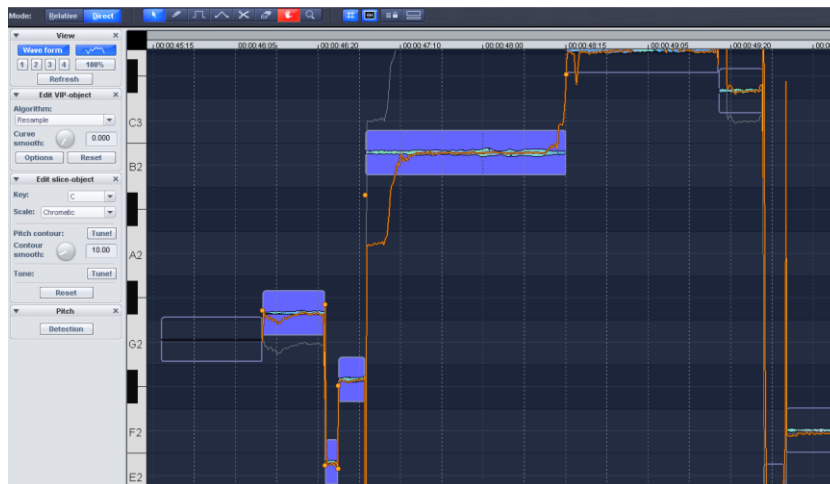 Mode: Relative Direct
View
Wave form
1 2 3 4 100%
Refresh
Edit VIP-object
Algorithm:
Resample
Curve smooth: 0.000
Options Reset
Edit slice-object
Key: C
Scale: Chromatic
Pitch contour: Tune!
Contour smooth: 10.00
Tone: Tune!
Reset
Pitch
Detection
00:00:45:15 00:00:46:05 00:00:46:20 00:00:47:10 00:00:48:00 00:00:48:15 00:00:49:05 00:00:49:20 00:00
C3
B2
A2
G2
F2
E2